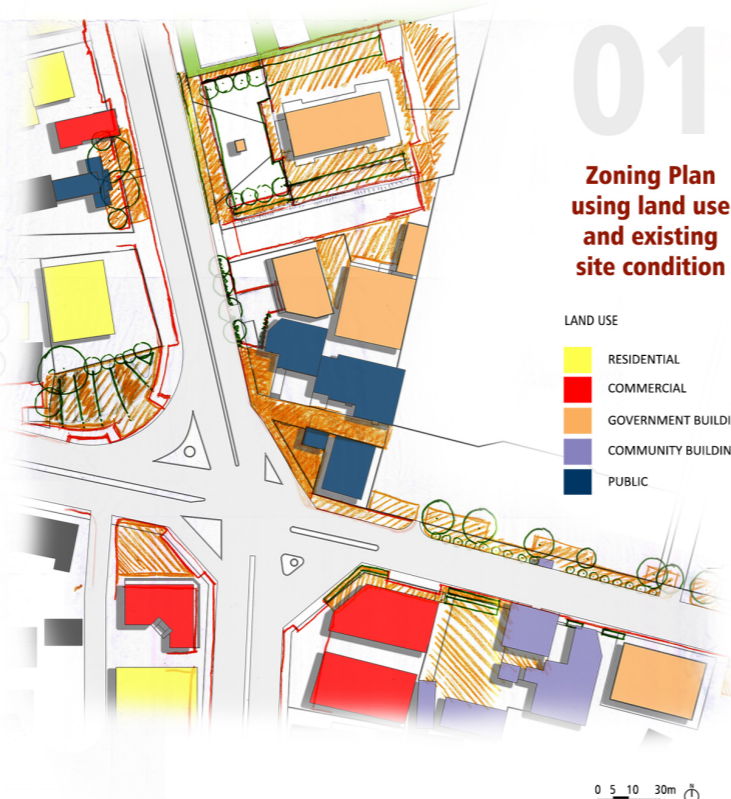 01
Zoning Plan
using land use
and existing
site condition
LAND USE
RESIDENTIAL
COMMERCIAL
GOVERNMENT BUILDI
COMMUNITY BUILDIN
PUBLIC
0 5 10 30m
N